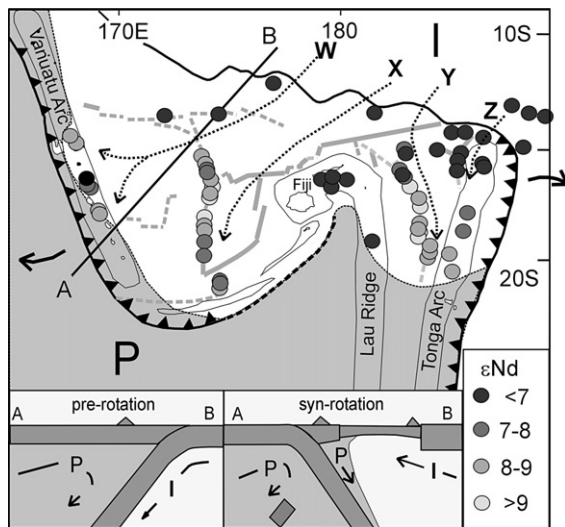 170E 180 I 10S
Vanuatu Arc
B W X Y Z
Fiji
A
20S
P
Lau Ridge
Tonga Arc
εNd
<7
7-8
8-9
>9
A pre-rotation B
P I
A syn-rotation B
P P I